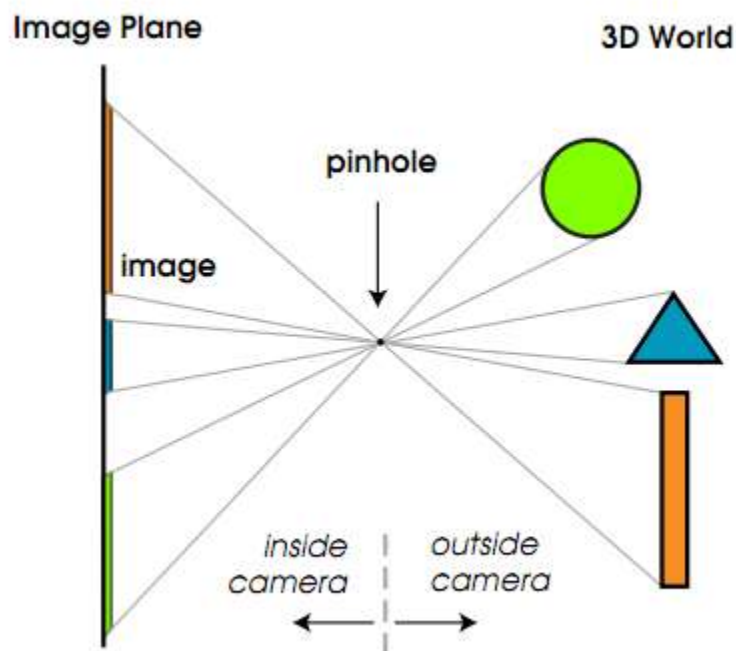 Image Plane
3D World
pinhole
image
inside
camera
outside
camera